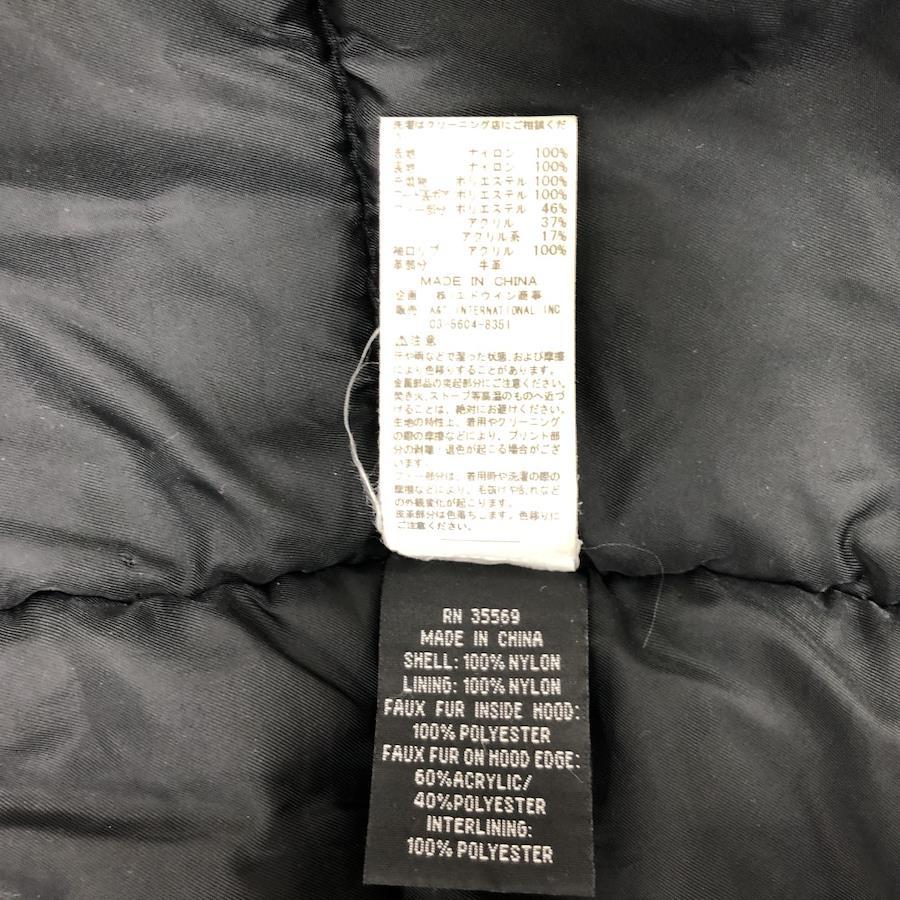 洗濯はクリーニング店にご相談くだ
表地 ナイロン 100%
裏地 ナイロン 100%
ポリエステル 100%
ポリエステル 100%
ファー部分 ポリエステル 46%
アクリル 37%
アクリル系 17%
袖口リブ アクリル 100%
革部分 牛革
MADE IN CHINA
企画 (株)エドウイン商事
販売 A&T INTERNATIONAL INC
03-5604-8351
注意
汗や雨などで湿った状態、および摩擦
により色移りすることがあります。
金属部品の突起部分にご注意ください。
焚き火、ストーブ等高温のものへ近づ
けることは、絶対にお避けください。
生地の特性上、着用やクリーニング
の際の摩擦などにより、プリント部
分の剥離・退色が起こる場合がござ
います。
ファー部分は、着用時や洗濯の際の
摩擦などにより、毛抜けや乱れなど
の外観変化が起こります。
皮革部分は色落ちします。色移りに
ご注意ください。
RN 35569
MADE IN CHINA
SHELL: 100% NYLON
LINING: 100% NYLON
FAUX FUR INSIDE HOOD:
100% POLYESTER
FAUX FUR ON HOOD EDGE:
60%ACRYLIC/
40%POLYESTER
INTERLINING:
100% POLYESTER